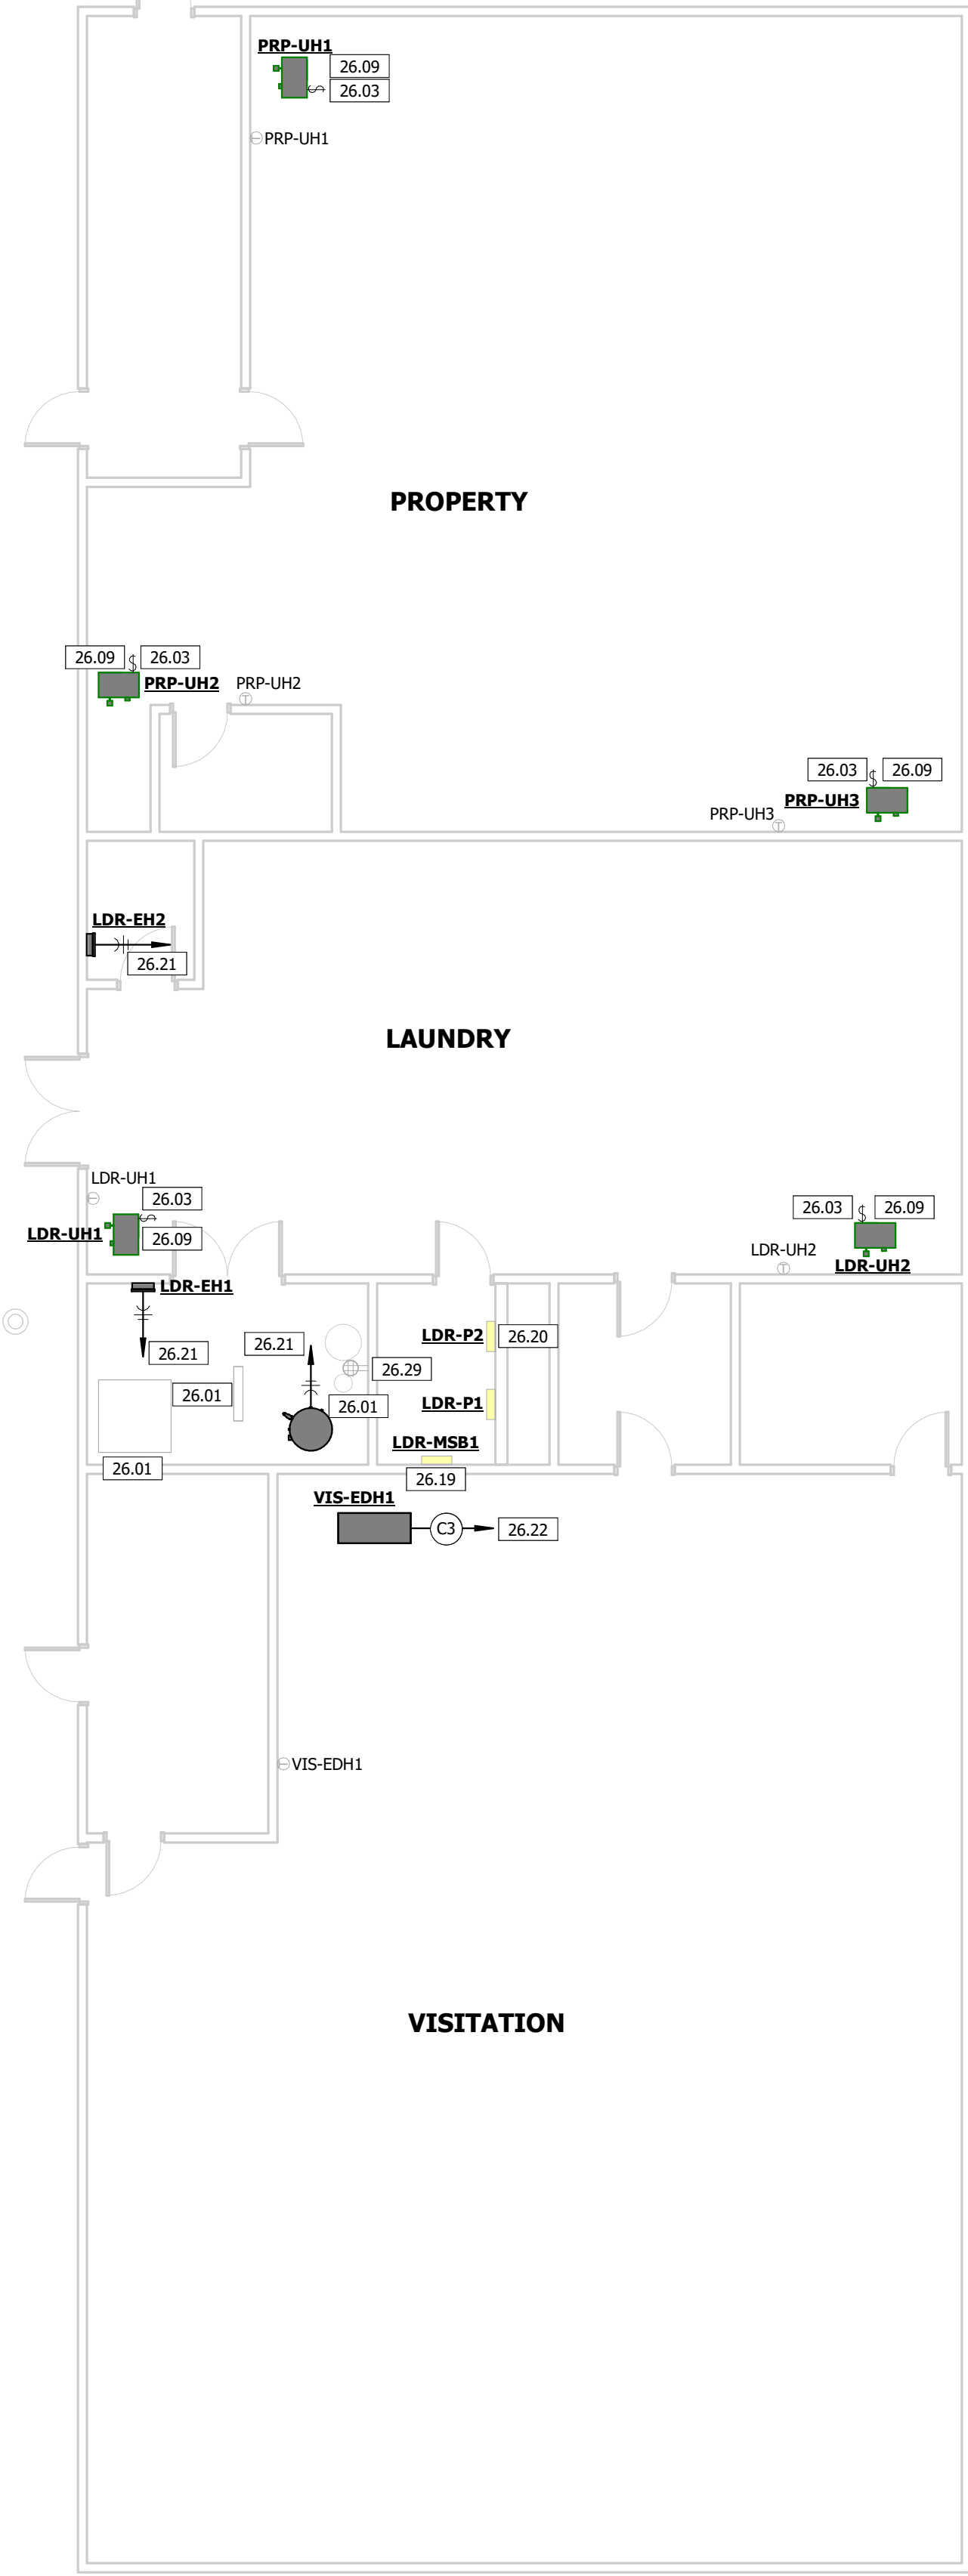 PRP-UH1
26.09
26.03
PRP-UH1
PROPERTY
26.09
26.03
PRP-UH2
PRP-UH2
26.03
26.09
PRP-UH3
PRP-UH3
LDR-EH2
26.21
LAUNDRY
LDR-UH1
26.03
LDR-UH1
26.09
26.03
26.09
LDR-UH2
LDR-UH2
LDR-EH1
26.21
26.21
LDR-P2
26.20
26.29
26.01
26.01
LDR-P1
LDR-MSB1
26.01
26.19
VIS-EDH1
C3
26.22
VIS-EDH1
VISITATION